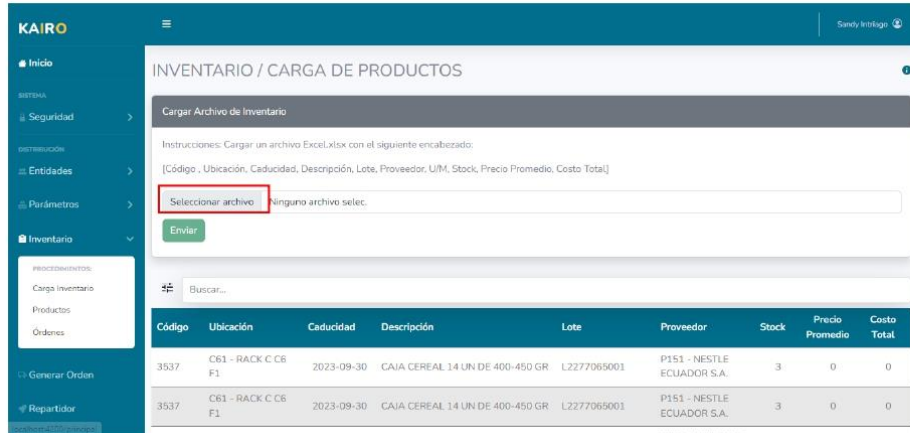 KAIRO
Sandy Intriago
Inicio
SISTEMA
Seguridad
DISTRIBUCIÓN
Entidades
Parámetros
Inventario
PROCEDIMIENTOS:
Carga Inventario
Productos
Ordenes
Generar Orden
Repartidor
INVENTARIO / CARGA DE PRODUCTOS
Cargar Archivo de Inventario
Instrucciones: Cargar un archivo Excel.xlsx con el siguiente encabezado:
[Código , Ubicación, Caducidad, Descripción, Lote, Proveedor, U/M, Stock, Precio Promedio, Costo Total]
Seleccionar archivo Ninguno archivo selec.
Enviar
Buscar...
Código Ubicación Caducidad Descripción Lote Proveedor Stock Precio Promedio Costo Total
3537 C61 - RACK C C6 F1 2023-09-30 CAJA CEREAL 14 UN DE 400-450 GR L2277065001 P151 - NESTLE ECUADOR S.A. 3 0 0
3537 C61 - RACK C C6 F1 2023-09-30 CAJA CEREAL 14 UN DE 400-450 GR L2277065001 P151 - NESTLE ECUADOR S.A. 3 0 0